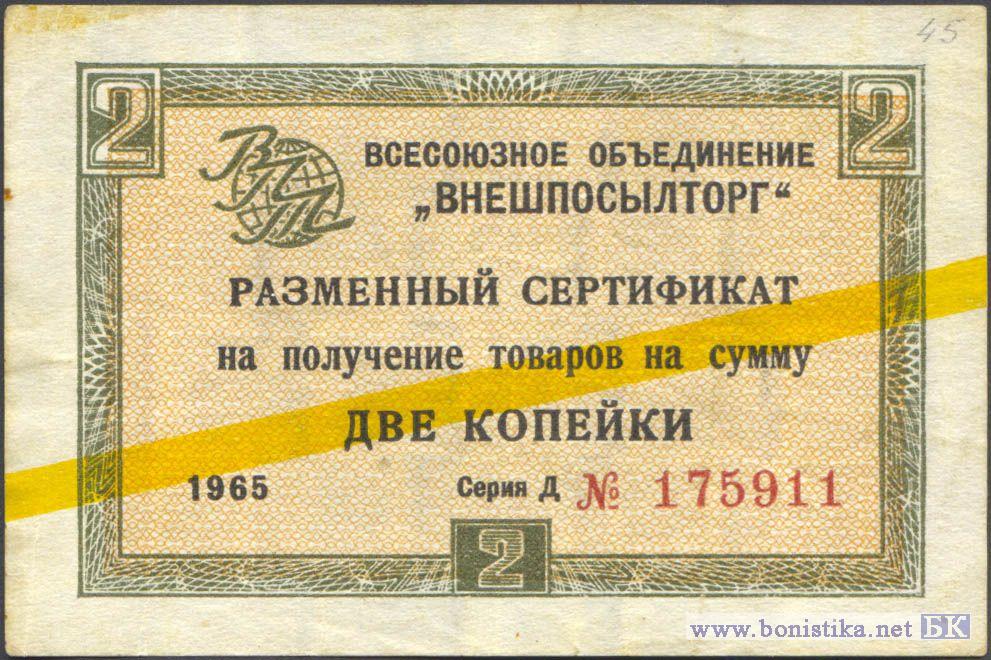 45
2 2
ВПТ ВСЕСОЮЗНОЕ ОБЪЕДИНЕНИЕ
„ВНЕШПОСЫЛТОРГ“
РАЗМЕННЫЙ СЕРТИФИКАТ
на получение товаров на сумму
ДВЕ КОПЕЙКИ
1965 Серия Д № 175911
2
www.bonistika.net БК